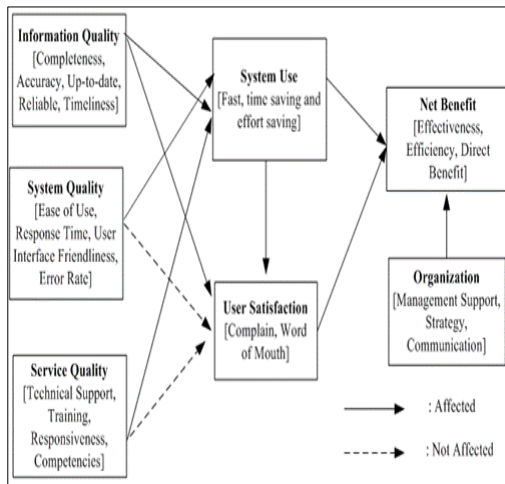 Information Quality
[Completeness,
Accuracy, Up-to-date,
Reliable, Timeliness]
System Use
[Fast, time saving and
effort saving]
Net Benefit
[Effectiveness,
Efficiency, Direct
Benefit]
System Quality
[Ease of Use,
Response Time, User
Interface Friendliness,
Error Rate]
User Satisfaction
[Complain, Word
of Mouth]
Organization
[Management Support,
Strategy,
Communication]
Service Quality
[Technical Support,
Training,
Responsiveness,
Competencies]
: Affected
: Not Affected